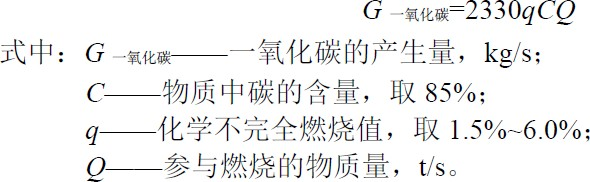 G 一氧化碳=2330qCQ
式中：G 一氧化碳——一氧化碳的产生量，kg/s；
C——物质中碳的含量，取 85%；
q——化学不完全燃烧值，取 1.5%~6.0%；
Q——参与燃烧的物质量，t/s。